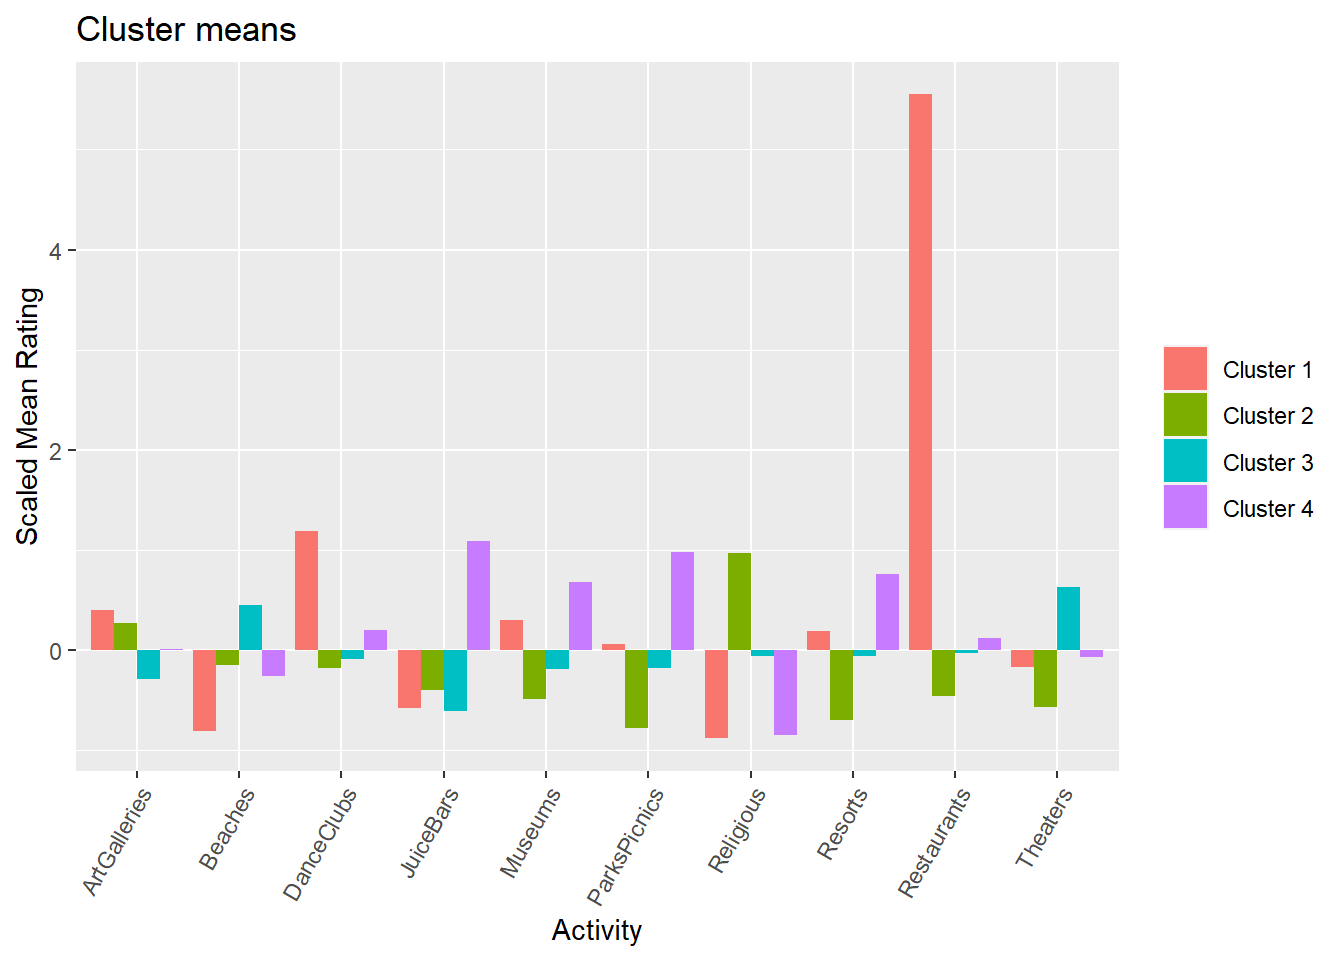 Cluster means
Scaled Mean Rating
4
2
0
ArtGalleries
Beaches
DanceClubs
JuiceBars
Museums
ParksPicnics
Religious
Resorts
Restaurants
Theaters
Activity
Cluster 1
Cluster 2
Cluster 3
Cluster 4